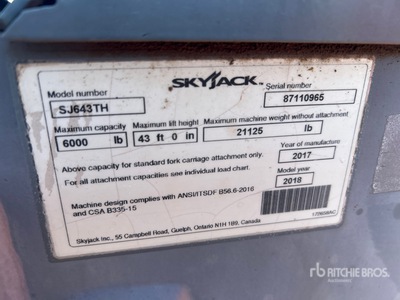 SKYJACK™
Model number Serial number
SJ643TH 87110965
Maximum capacity Maximum lift height Maximum machine weight without attachment
6000 lb 43 ft 0 in 21125 lb
Above capacity for standard fork carriage attachment only. Year of manufacture
2017
For all attachment capacities see individual load chart. Model year
2018
Machine design complies with ANSI/ITSDF B56.6-2016
and CSA B335-15
Skyjack Inc., 55 Campbell Road, Guelph, Ontario N1H 1B9, Canada
rb RITCHIE BROS.